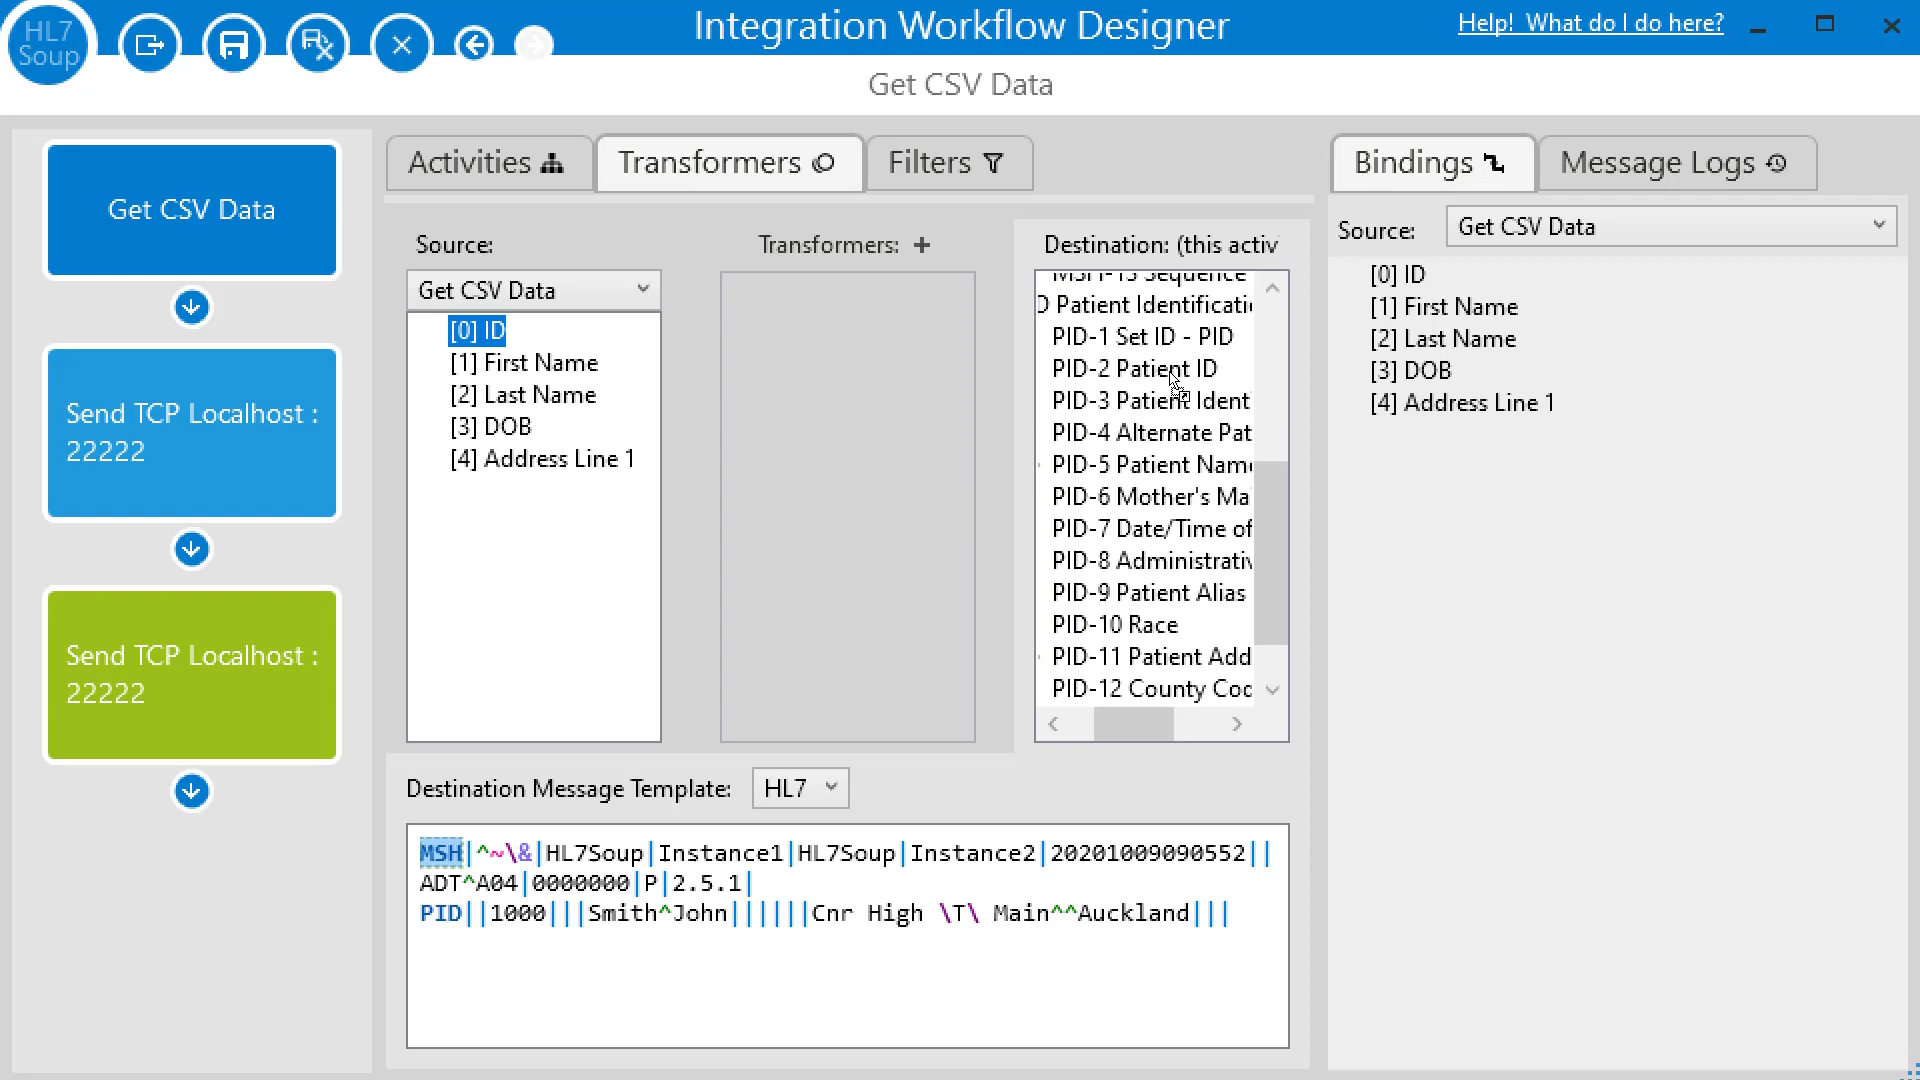 HL7
Soup
Integration Workflow Designer
Help!  What do I do here?
Get CSV Data
Get CSV Data
Send TCP Localhost :
22222
Send TCP Localhost :
22222
Activities
Transformers
Filters
Source:
Get CSV Data
[0] ID
[1] First Name
[2] Last Name
[3] DOB
[4] Address Line 1
Transformers: +
Destination: (this activ
MSH-13 Sequence
D Patient Identificati
PID-1 Set ID - PID
PID-2 Patient ID
PID-3 Patient Ident
PID-4 Alternate Pat
PID-5 Patient Name
PID-6 Mother's Ma
PID-7 Date/Time of
PID-8 Administrativ
PID-9 Patient Alias
PID-10 Race
PID-11 Patient Add
PID-12 County Coc
Destination Message Template:
HL7
MSH|^~\&|HL7Soup|Instance1|HL7Soup|Instance2|20201009090552||
ADT^A04|0000000|P|2.5.1|
PID||1000|||Smith^John||||||Cnr High \T\ Main^^Auckland|||
Bindings
Message Logs
Source:
Get CSV Data
[0] ID
[1] First Name
[2] Last Name
[3] DOB
[4] Address Line 1